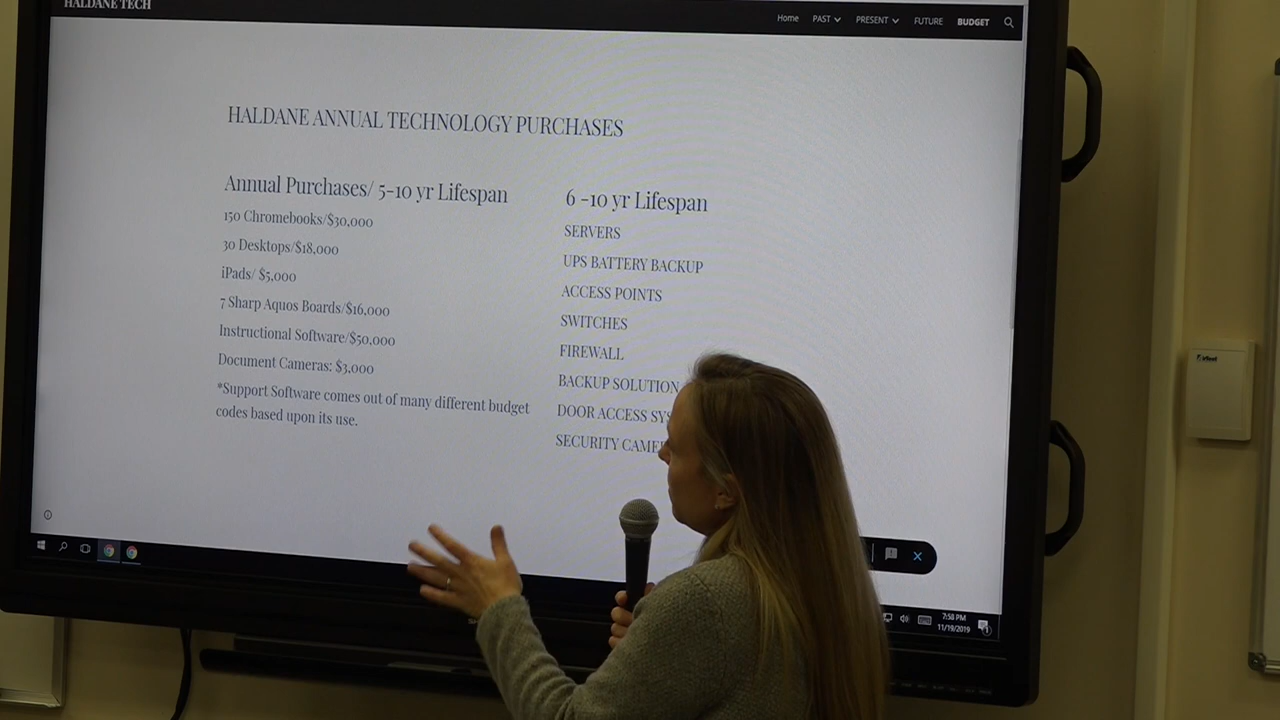 HALDANE TECH
Home PAST PRESENT FUTURE BUDGET
HALDANE ANNUAL TECHNOLOGY PURCHASES
Annual Purchases/ 5-10 yr Lifespan
150 Chromebooks/$30,000
30 Desktops/$18,000
iPads/ $5,000
7 Sharp Aquos Boards/$16,000
Instructional Software/$50,000
Document Cameras: $3,000
*Support Software comes out of many different budget
codes based upon its use.
6 -10 yr Lifespan
SERVERS
UPS BATTERY BACKUP
ACCESS POINTS
SWITCHES
FIREWALL
BACKUP SOLUTION
DOOR ACCESS SYS
SECURITY CAME
7:58 PM
11/19/2019